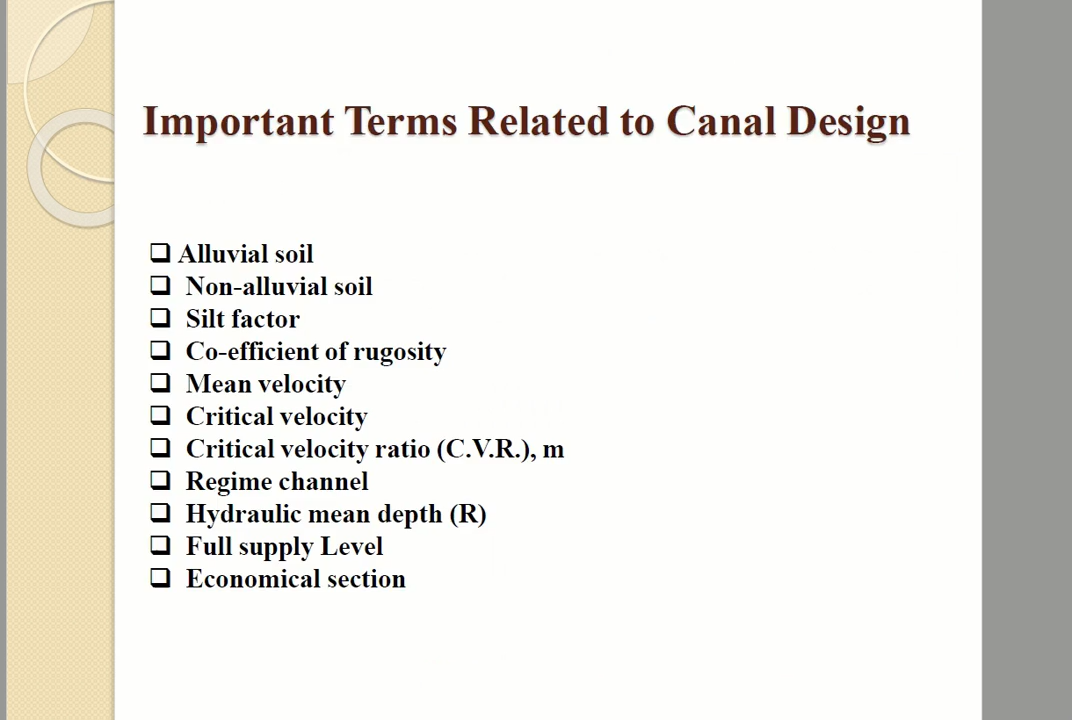 Important Terms Related to Canal Design
❑ Alluvial soil
❑ Non-alluvial soil
❑ Silt factor
❑ Co-efficient of rugosity
❑ Mean velocity
❑ Critical velocity
❑ Critical velocity ratio (C.V.R.), m
❑ Regime channel
❑ Hydraulic mean depth (R)
❑ Full supply Level
❑ Economical section